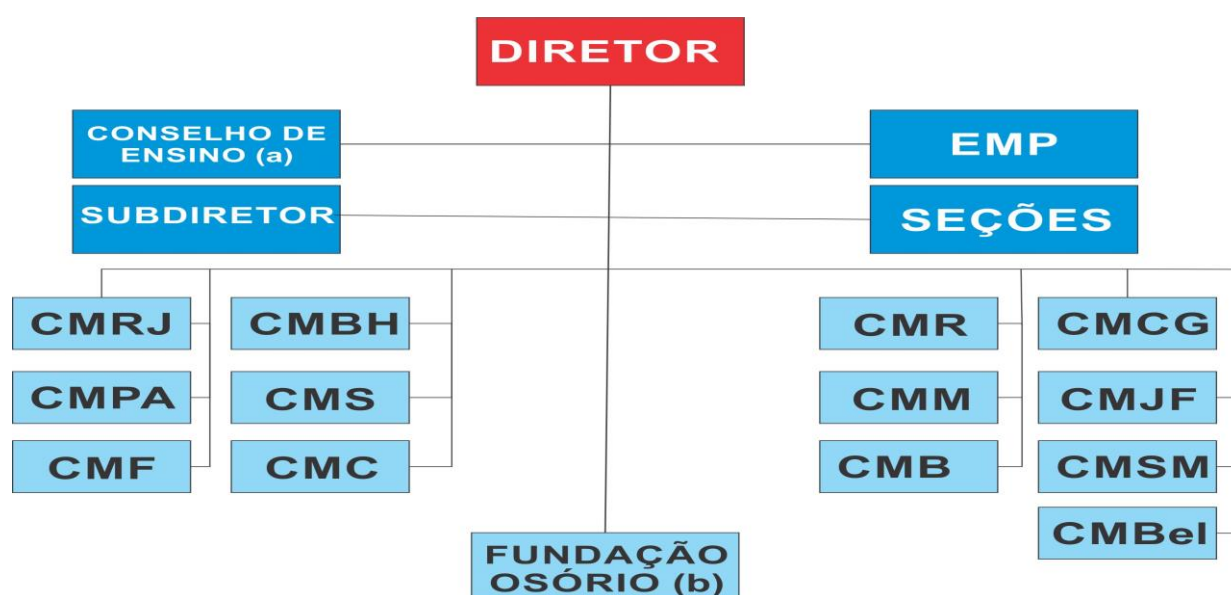 DIRETOR
CONSELHO DE
ENSINO (a)
EMP
SUBDIRETOR
SEÇÕES
CMRJ
CMBH
CMR
CMCG
CMPA
CMS
CMM
CMJF
CMF
CMC
CMB
CMSM
CMBel
FUNDAÇÃO
OSÓRIO (b)